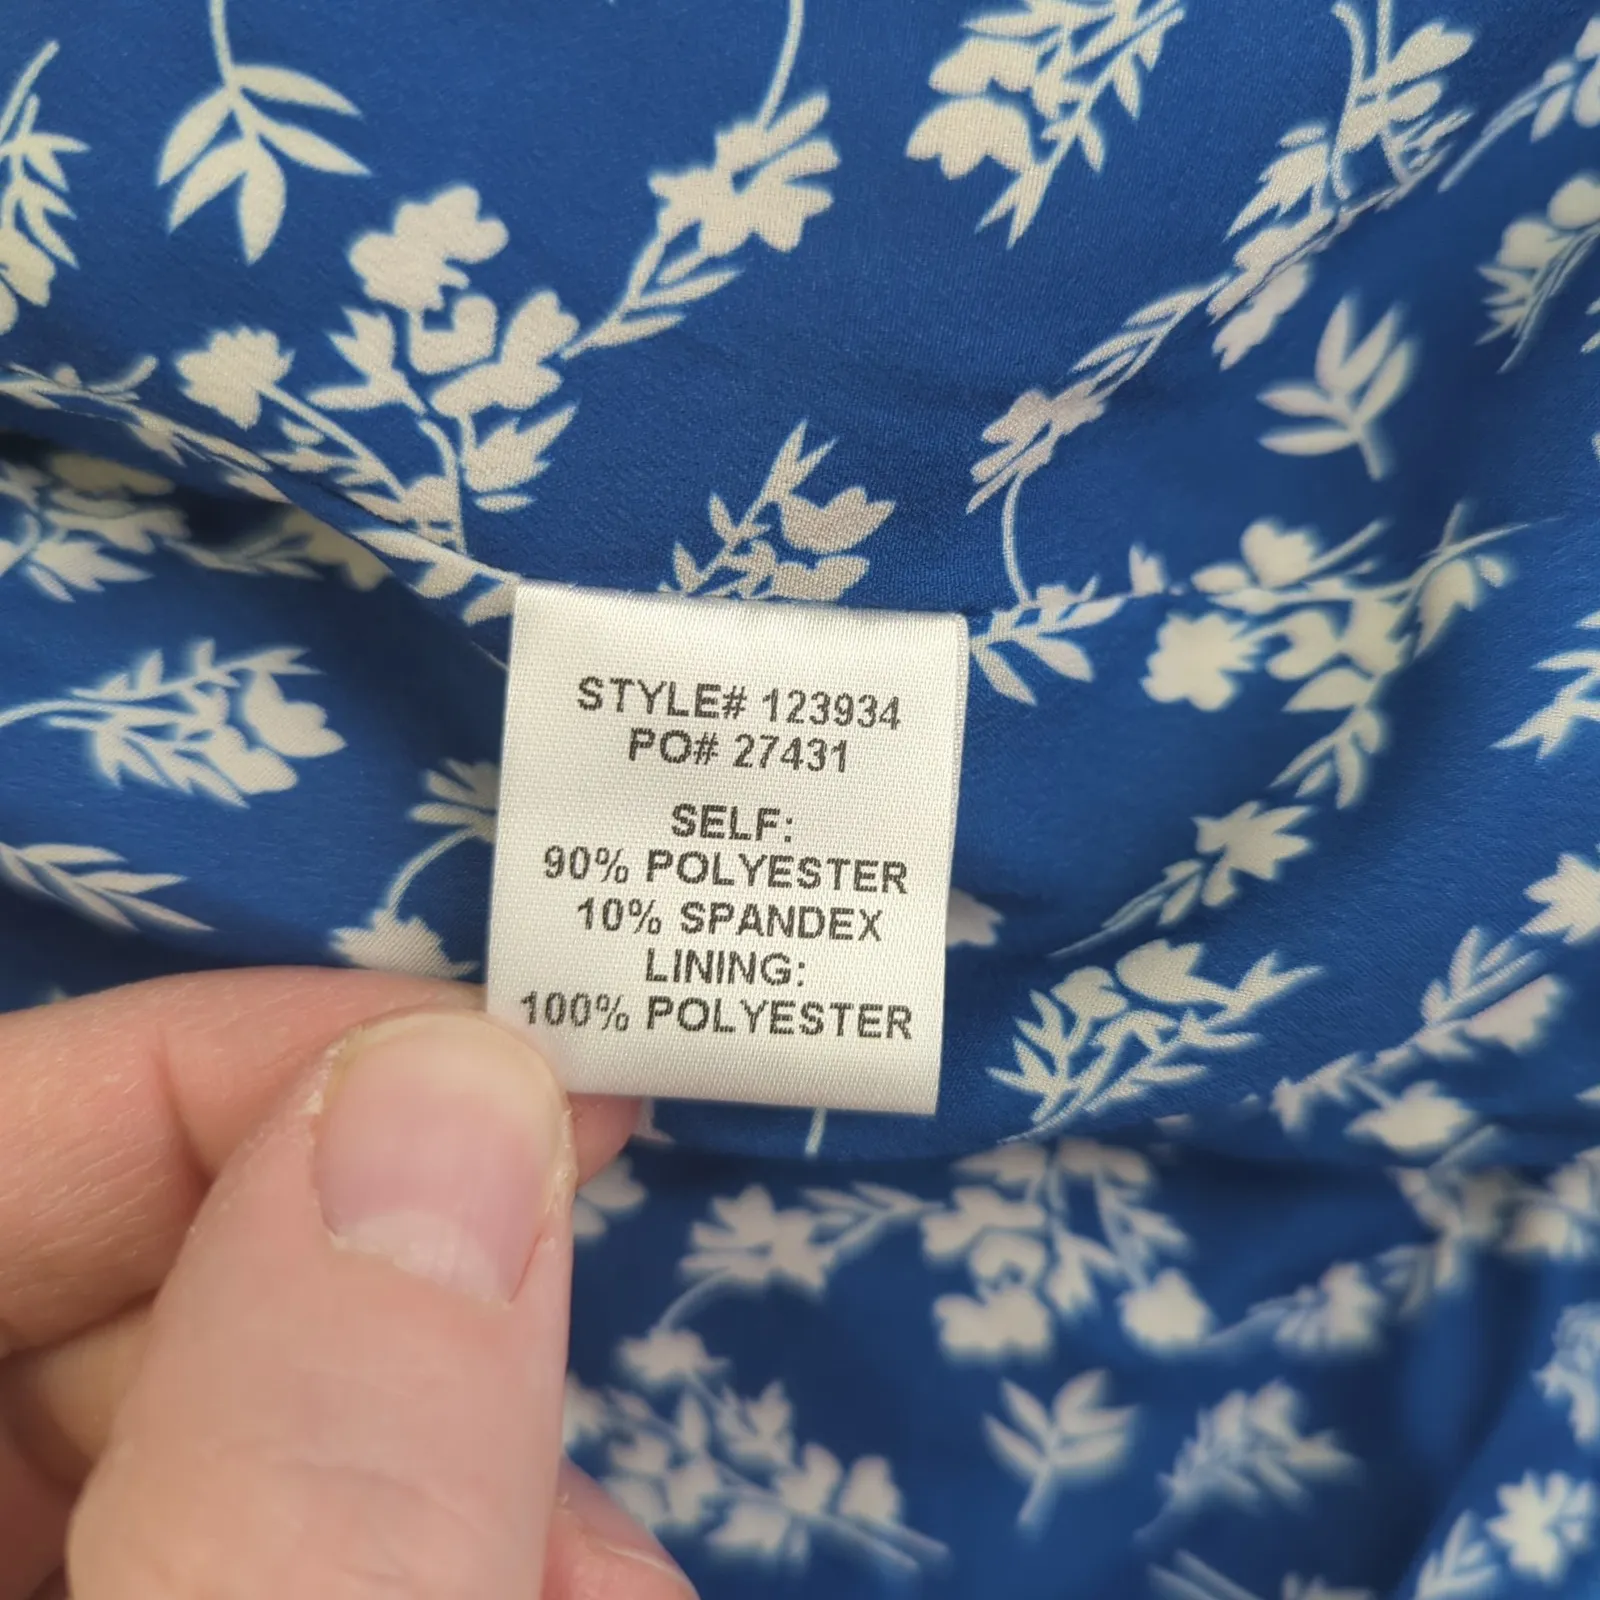 STYLE# 123934
PO# 27431
SELF:
90% POLYESTER
10% SPANDEX
LINING:
100% POLYESTER